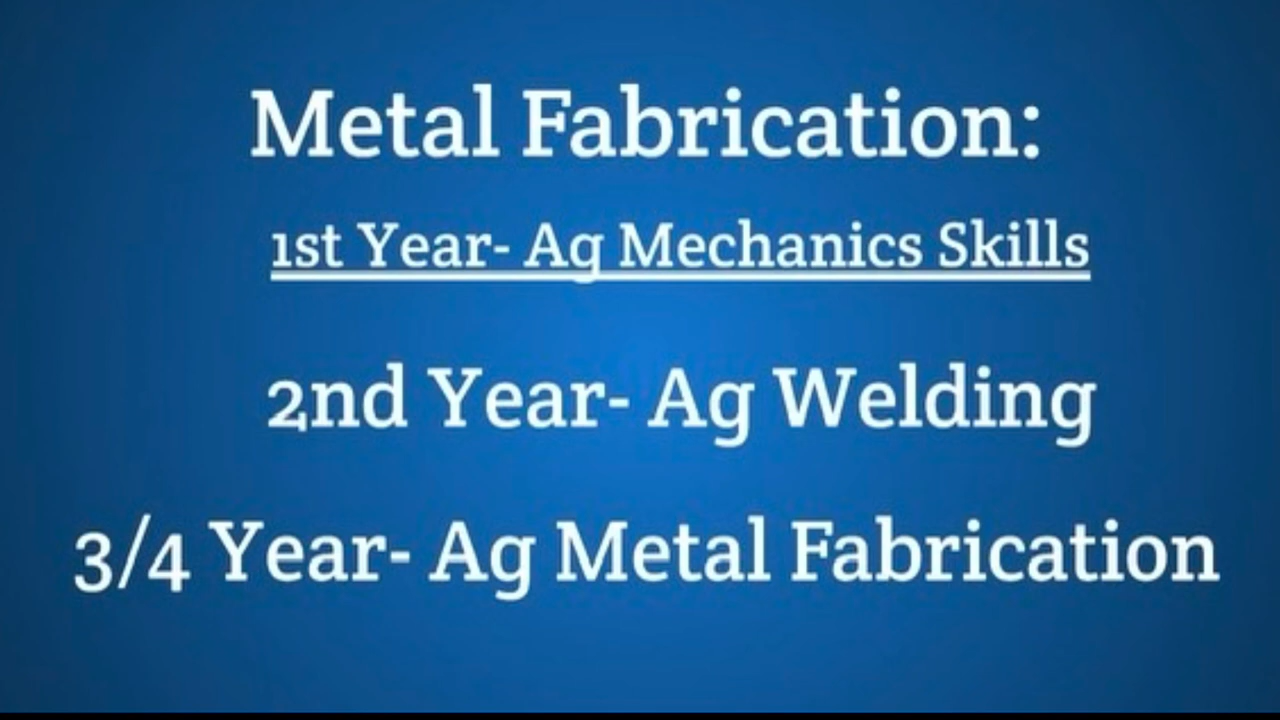 Metal Fabrication:
1st Year- Ag Mechanics Skills
2nd Year- Ag Welding
3/4 Year- Ag Metal Fabrication